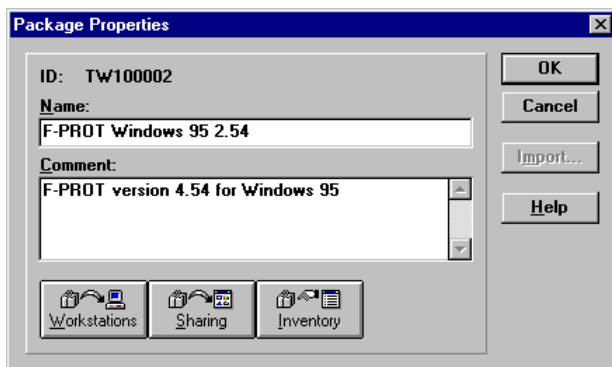 Package Properties
ID: TW100002
Name:
F-PROT Windows 95 2.54
Comment:
F-PROT version 4.54 for Windows 95
Workstations
Sharing
Inventory
OK
Cancel
Import...
Help